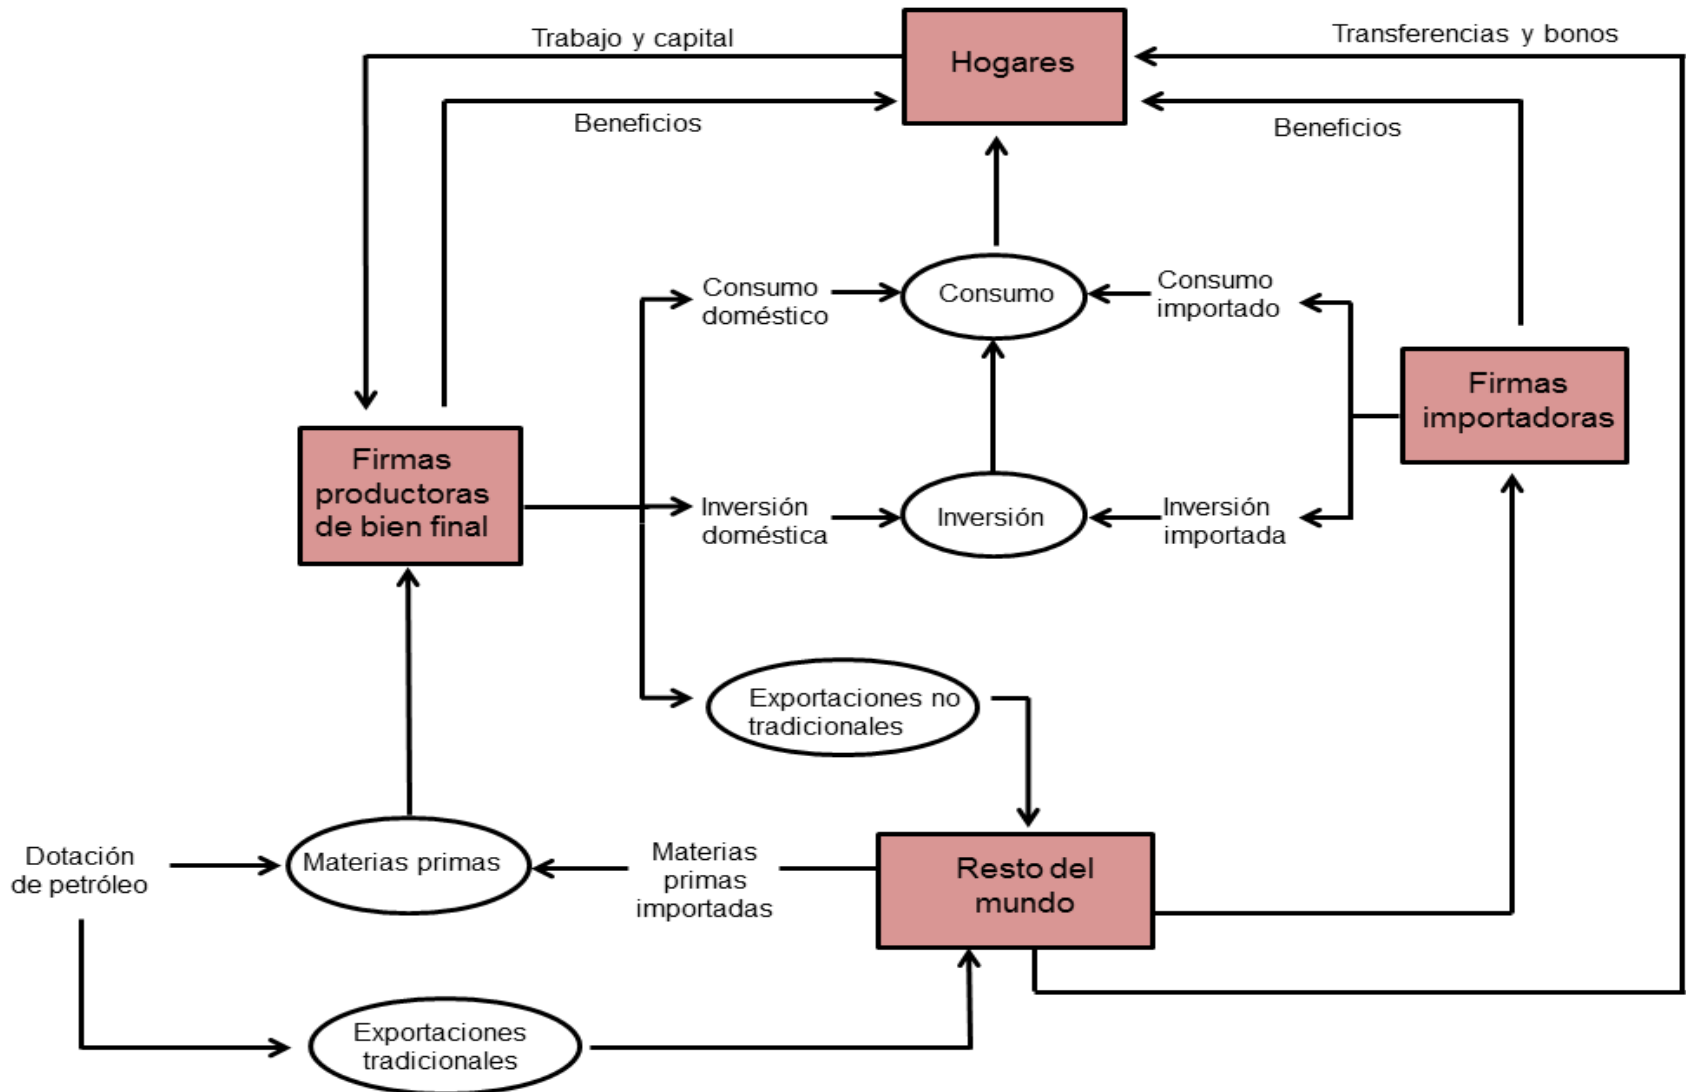 Trabajo y capital
Hogares
Transferencias y bonos
Beneficios
Beneficios
Consumo
doméstico
Consumo
Consumo
importado
Firmas
importadoras
Firmas
productoras
de bien final
Inversión
doméstica
Inversión
Inversión
importada
Exportaciones no
tradicionales
Dotación
de petróleo
Materias primas
Materias
primas
importadas
Resto del
mundo
Exportaciones
tradicionales